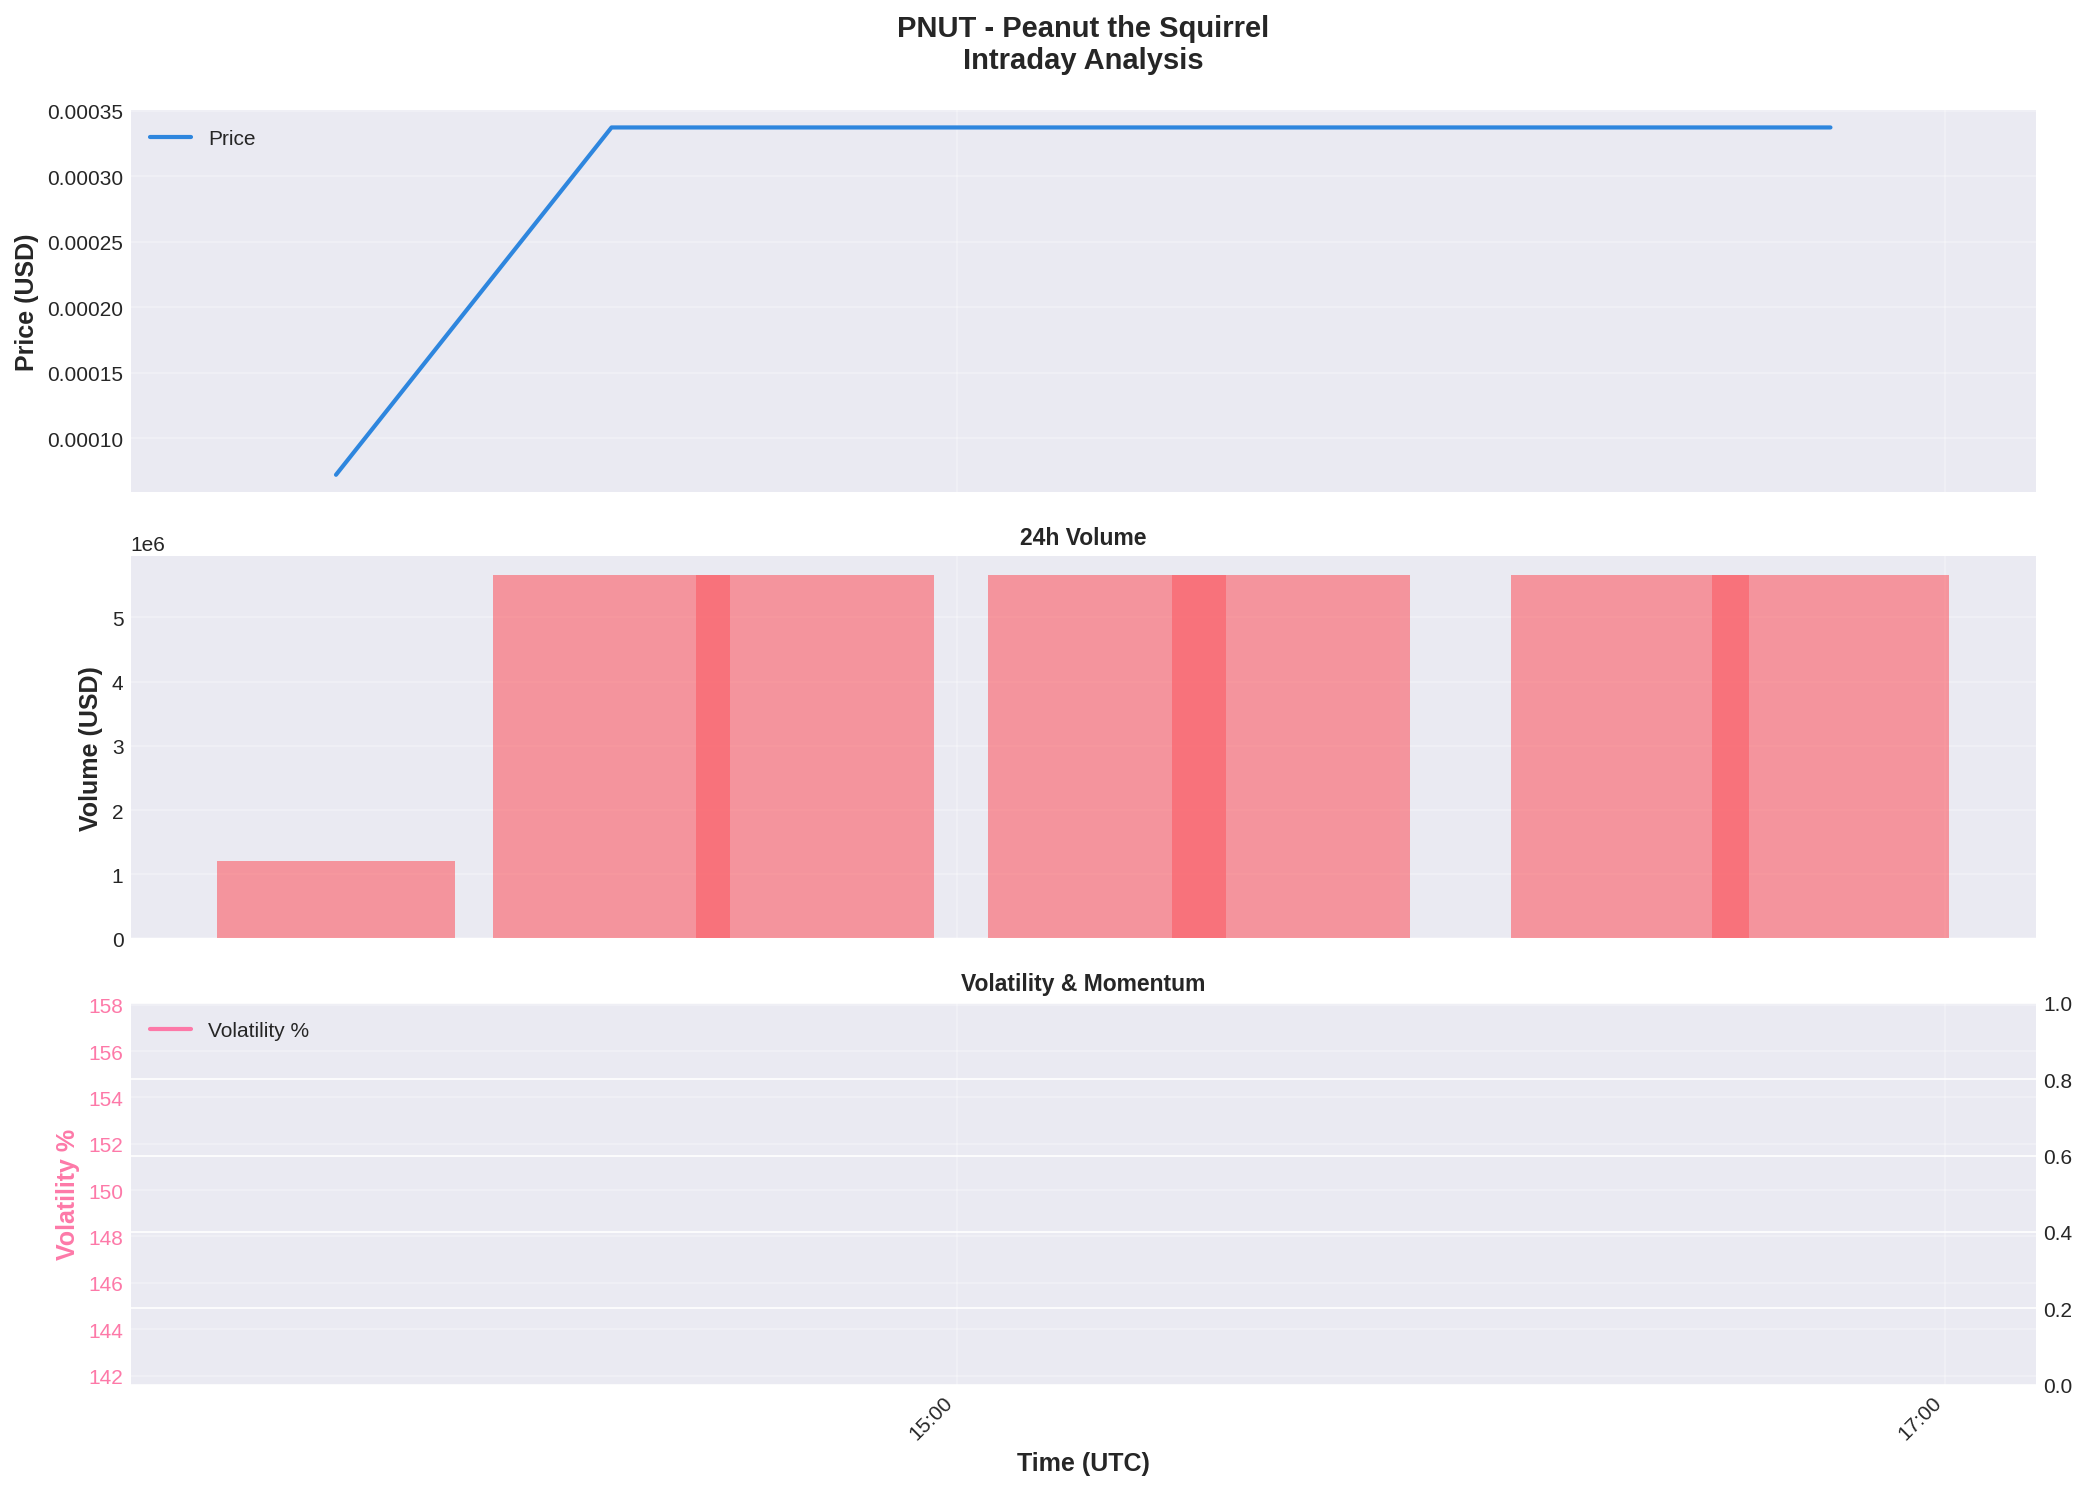 PNUT - Peanut the Squirrel
Intraday Analysis
0.00035
0.00030
0.00025
0.00020
0.00015
0.00010
Price (USD)
Price
24h Volume
1e6
5
4
3
2
1
0
Volume (USD)
Volatility & Momentum
158
156
154
152
150
148
146
144
142
Volatility %
Volatility %
1.0
0.8
0.6
0.4
0.2
0.0
15:00
17:00
Time (UTC)